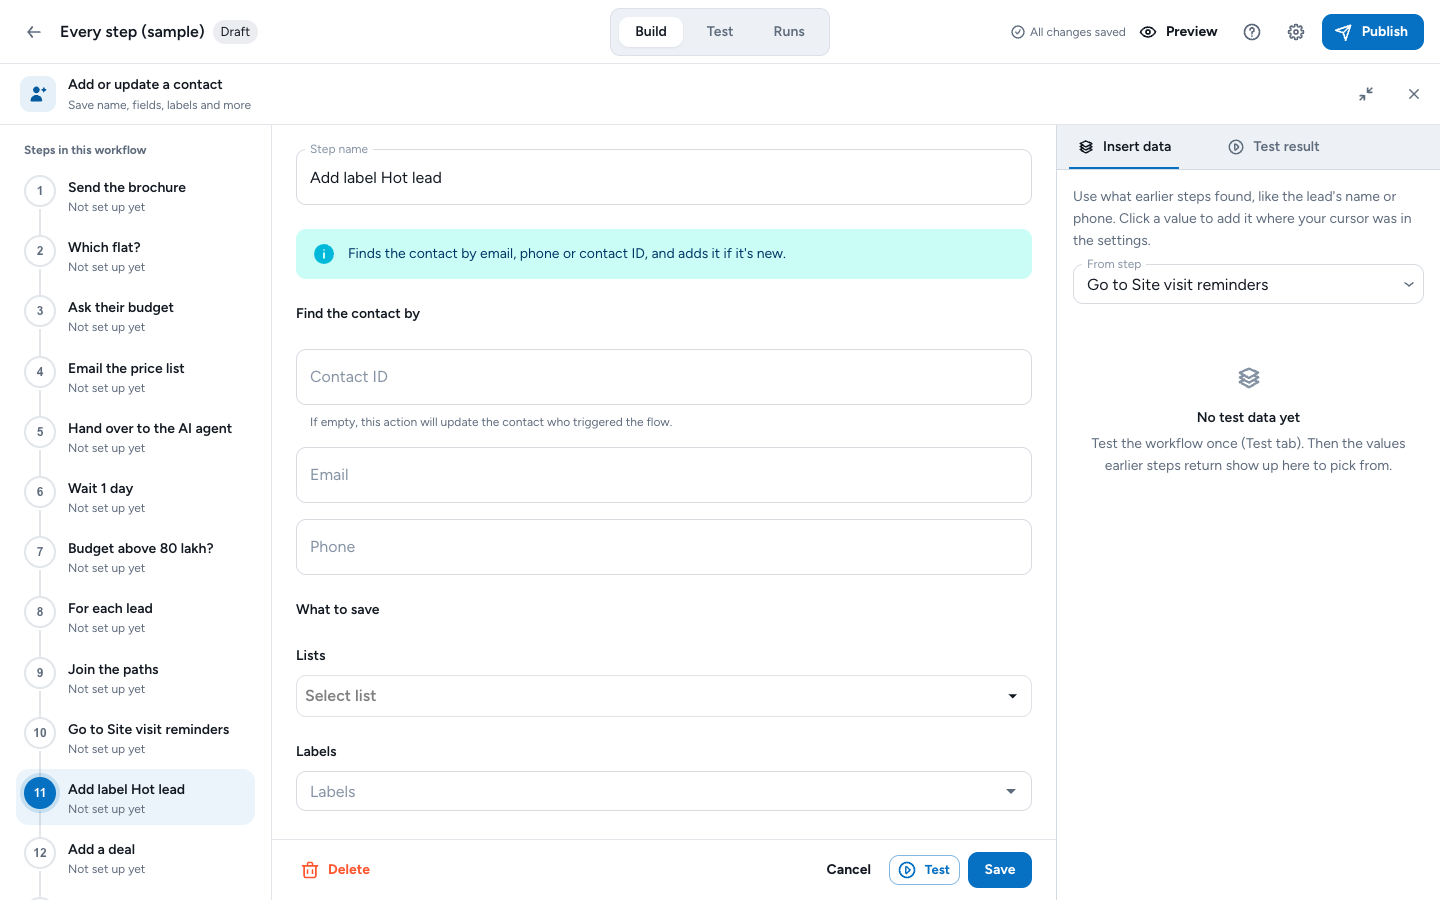 Every step (sample)
Draft
Build
Test
Runs
All changes saved
Preview
Publish
Add or update a contact
Save name, fields, labels and more
Steps in this workflow
1
Send the brochure
Not set up yet
2
Which flat?
Not set up yet
3
Ask their budget
Not set up yet
4
Email the price list
Not set up yet
5
Hand over to the AI agent
Not set up yet
6
Wait 1 day
Not set up yet
7
Budget above 80 lakh?
Not set up yet
8
For each lead
Not set up yet
9
Join the paths
Not set up yet
10
Go to Site visit reminders
Not set up yet
11
Add label Hot lead
Not set up yet
12
Add a deal
Not set up yet
Step name
Add label Hot lead
Finds the contact by email, phone or contact ID, and adds it if it's new.
Find the contact by
Contact ID
If empty, this action will update the contact who triggered the flow.
Email
Phone
What to save
Lists
Select list
Labels
Labels
Delete
Cancel
Test
Save
Insert data
Test result
Use what earlier steps found, like the lead's name or
phone. Click a value to add it where your cursor was in
the settings.
From step
Go to Site visit reminders
No test data yet
Test the workflow once (Test tab). Then the values
earlier steps return show up here to pick from.